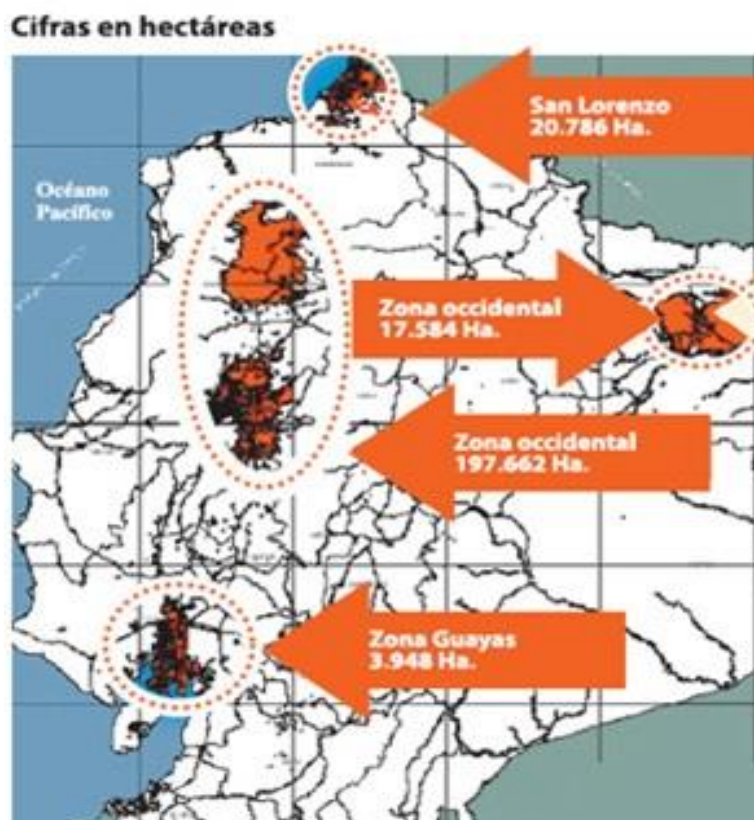 Cifras en hectáreas
San Lorenzo
20.786 Ha.
Océano
Pacífico
Zona occidental
17.584 Ha.
Zona occidental
197.662 Ha.
Zona Guayas
3.948 Ha.